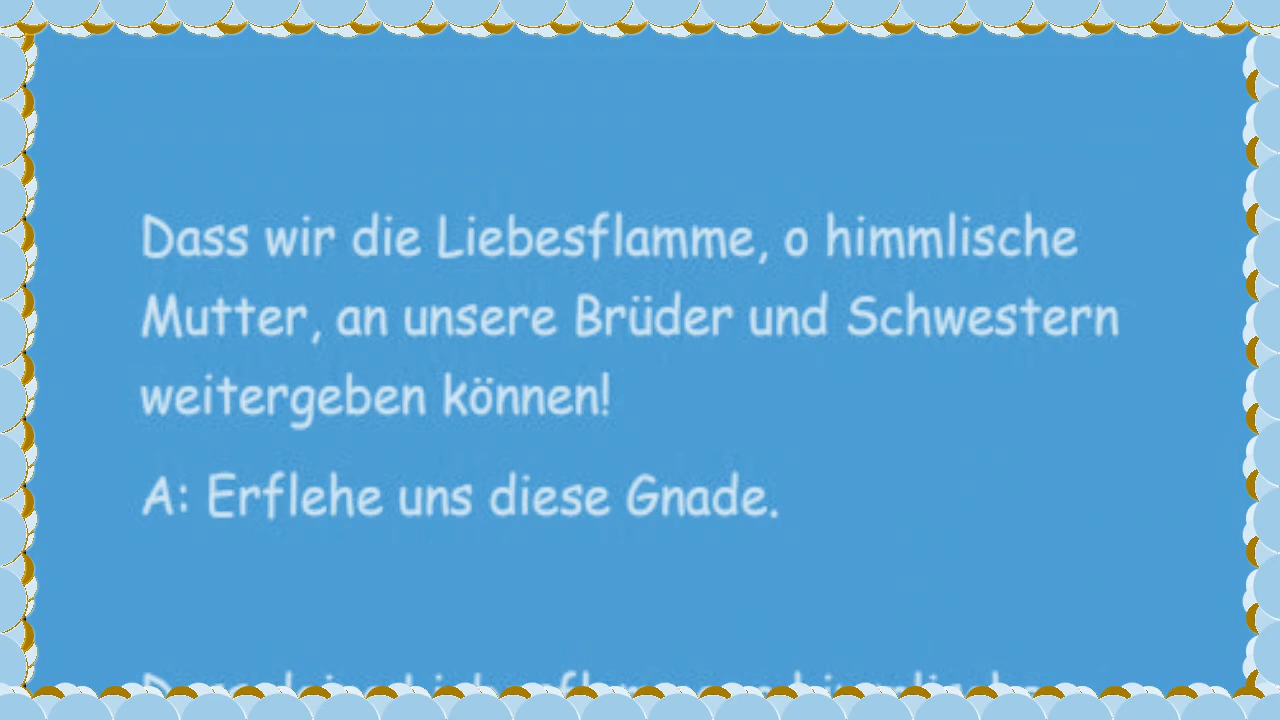 Dass wir die Liebesflamme, o himmlische
Mutter, an unsere Brüder und Schwestern
weitergeben können!
A: Erflehe uns diese Gnade.